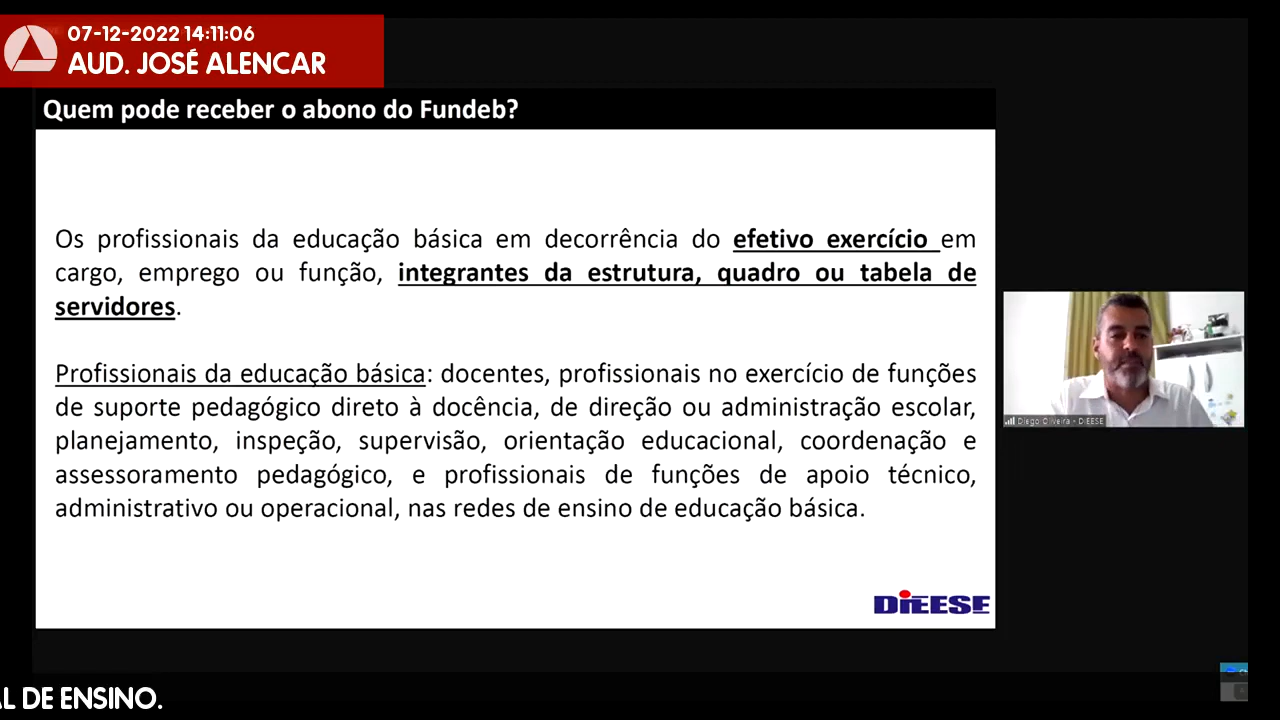 07-12-2022 14:11:06
AUD. JOSÉ ALENCAR
Quem pode receber o abono do Fundeb?
Os profissionais da educação básica em decorrência do efetivo exercício em
cargo, emprego ou função, integrantes da estrutura, quadro ou tabela de
servidores.
Profissionais da educação básica: docentes, profissionais no exercício de funções
de suporte pedagógico direto à docência, de direção ou administração escolar,
planejamento, inspeção, supervisão, orientação educacional, coordenação e
assessoramento pedagógico, e profissionais de funções de apoio técnico,
administrativo ou operacional, nas redes de ensino de educação básica.
Diego Oliveira - DIEESE
DIEESE
AL DE ENSINO.